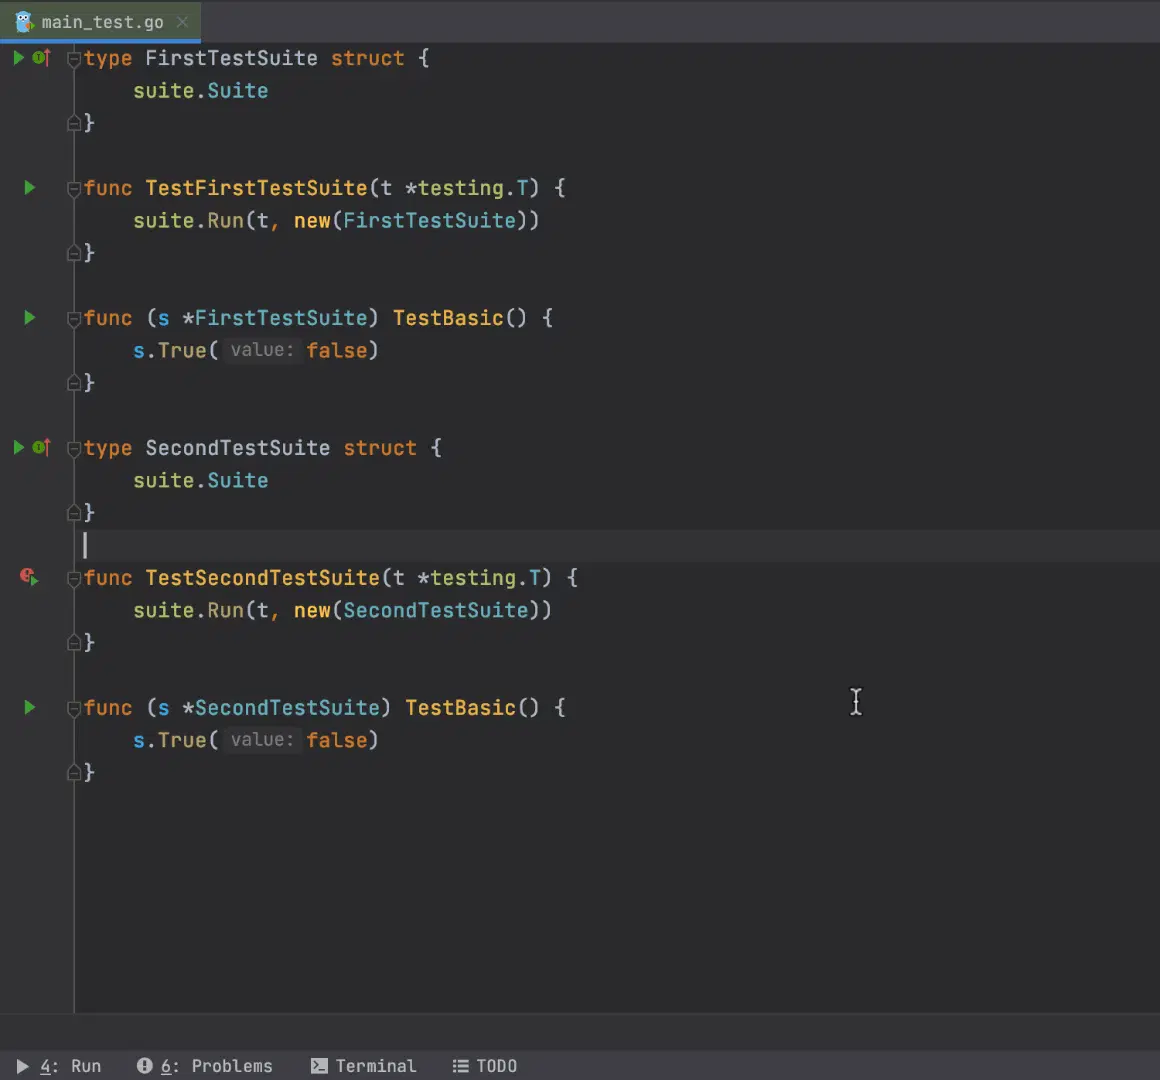 main_test.go
type FirstTestSuite struct {
    suite.Suite
}
func TestFirstTestSuite(t *testing.T) {
    suite.Run(t, new(FirstTestSuite))
}
func (s *FirstTestSuite) TestBasic() {
    s.True( value: false)
}
type SecondTestSuite struct {
    suite.Suite
}
func TestSecondTestSuite(t *testing.T) {
    suite.Run(t, new(SecondTestSuite))
}
func (s *SecondTestSuite) TestBasic() {
    s.True( value: false)
}
4: Run 6: Problems Terminal TODO